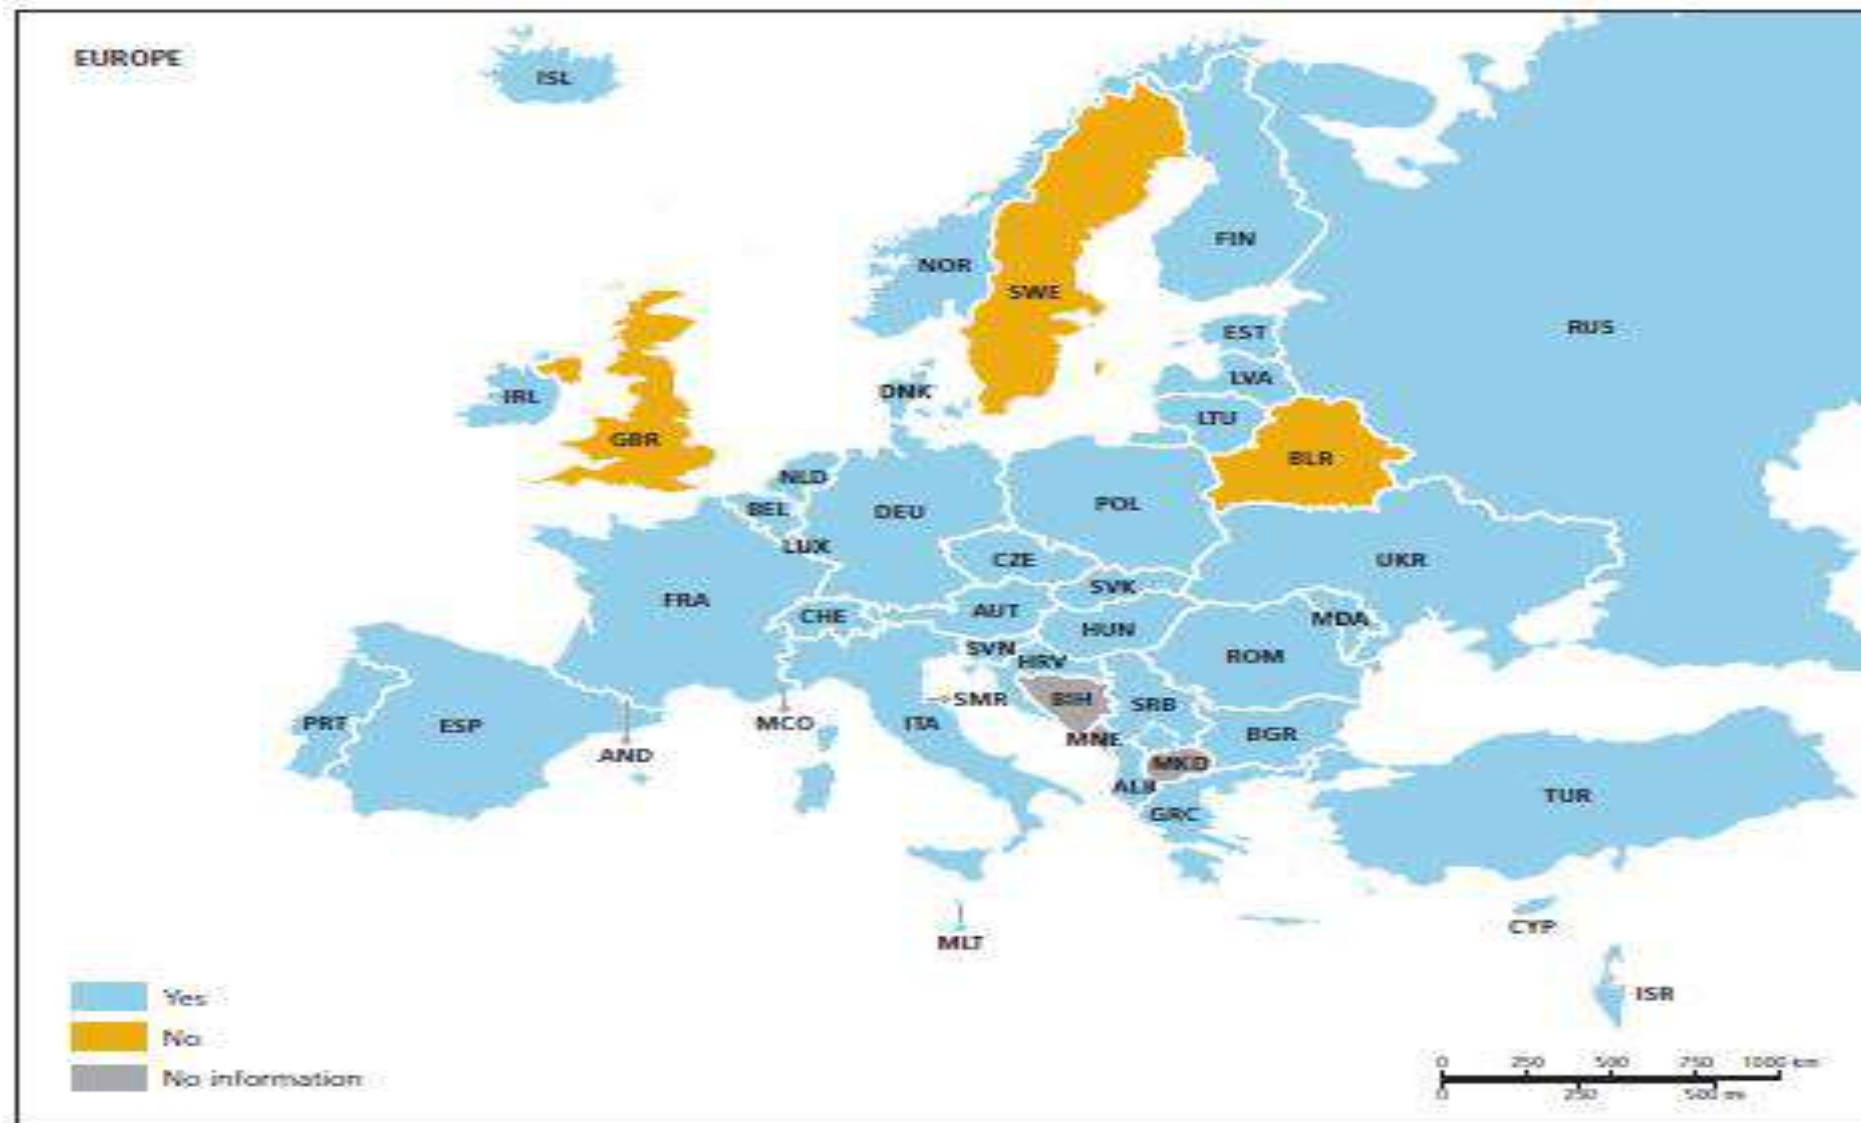 EUROPE
ISL
FIN
NOR
SWE
RUS
EST
LVA
DNK
IRL
LTU
GBR
BLR
NLD
POL
BEL
DEU
LUX
CZE
UKR
SVK
FRA
AUT
CHE
MDA
HUN
SVN
ROM
HRV
SMR
BIH
SRB
PRT
ESP
MCO
ITA
BGR
MNE
AND
MKD
ALB
TUR
GRC
CYP
MLT
ISR
Yes
No
No information
0 250 500 750 1000 km
0 250 500 mi